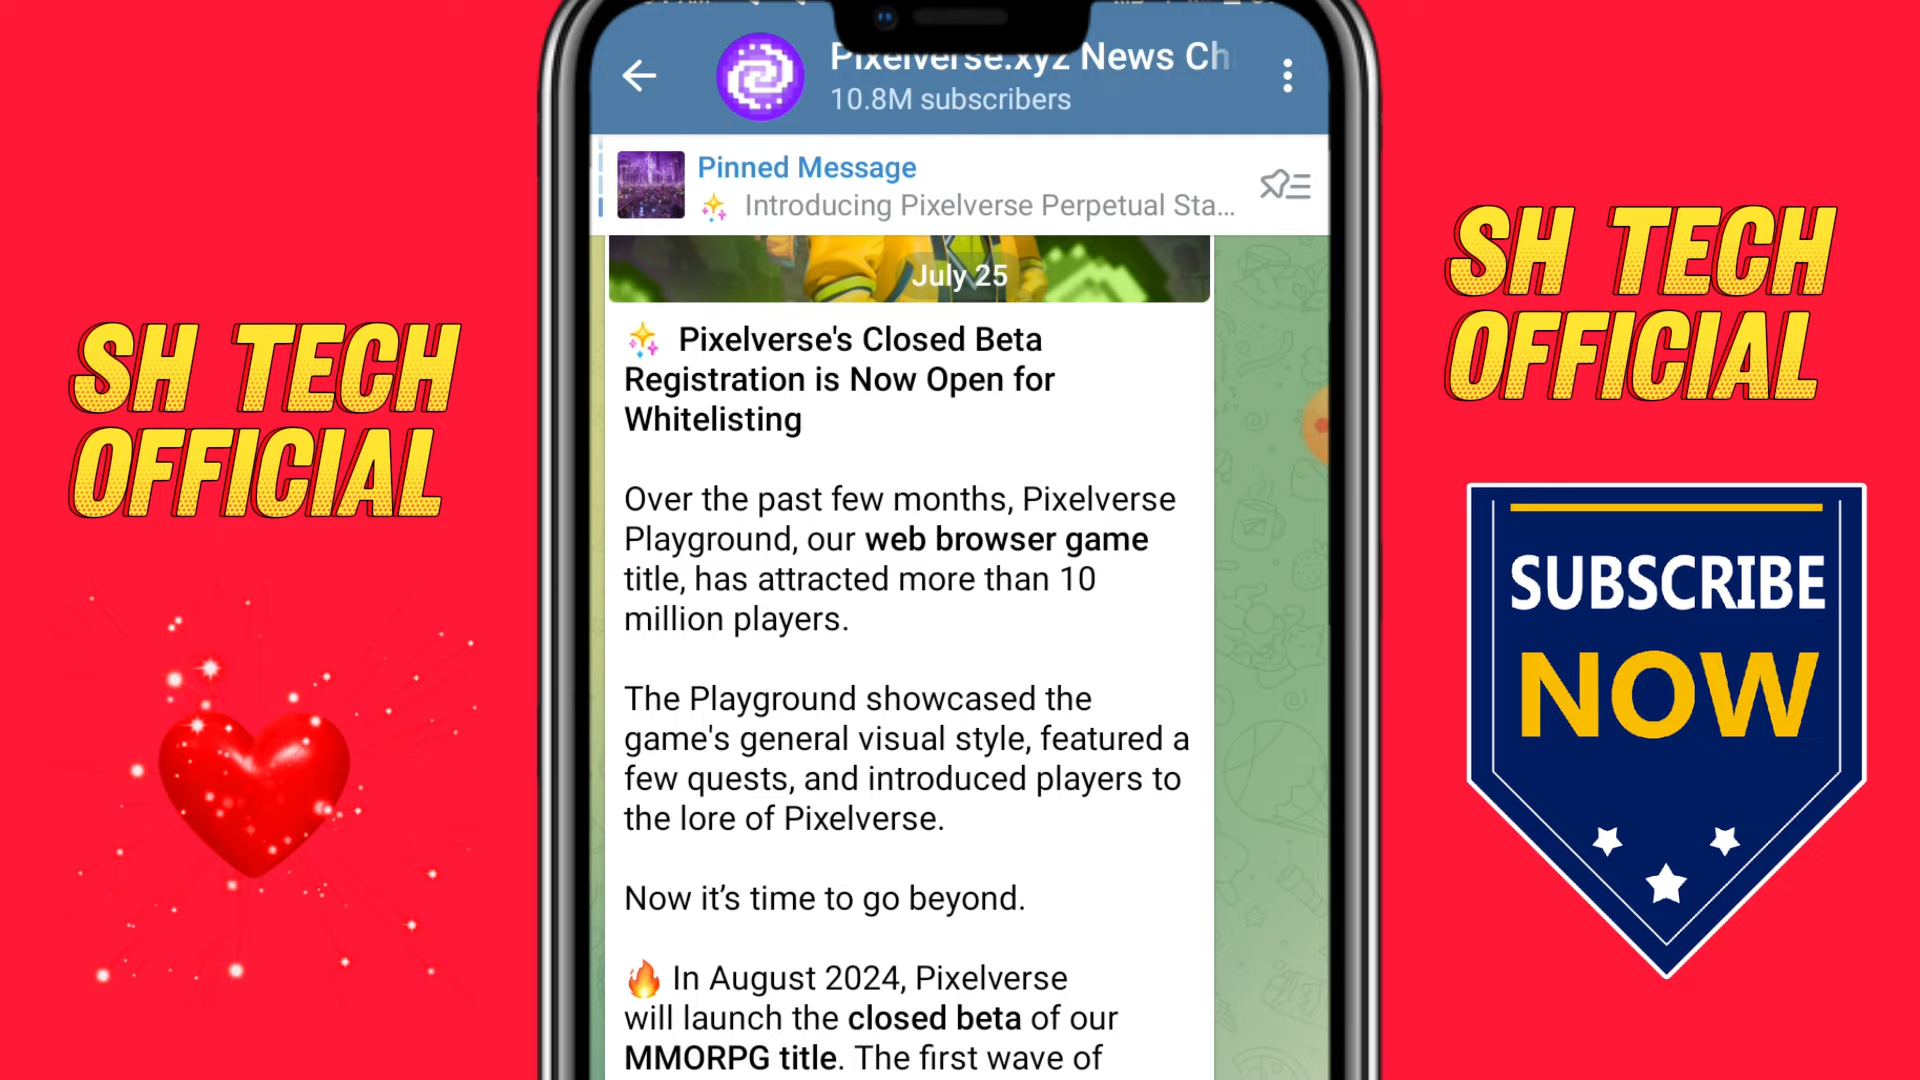 Pixelverse.xyz News Ch
10.8M subscribers
Pinned Message
✨ Introducing Pixelverse Perpetual Sta...
July 25
✨ Pixelverse's Closed Beta
Registration is Now Open for
Whitelisting
Over the past few months, Pixelverse
Playground, our web browser game
title, has attracted more than 10
million players.
The Playground showcased the
game's general visual style, featured a
few quests, and introduced players to
the lore of Pixelverse.
Now it's time to go beyond.
🔥 In August 2024, Pixelverse
will launch the closed beta of our
MMORPG title. The first wave of
SH TECH
OFFICIAL
SH TECH
OFFICIAL
SUBSCRIBE
NOW